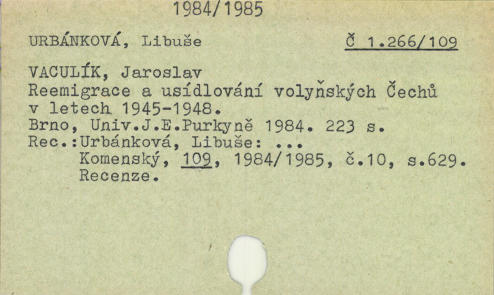 1984/1985
URBÁNKOVÁ, Libuše Č 1.266/109
VACULÍK, Jaroslav
Reemigrace a usídlování volyňských Čechů
v letech 1945-1948.
Brno, Univ.J.E.Purkyně 1984. 223 s.
Rec.:Urbánková, Libuše: ...
Komenský, 109, 1984/1985, č.10, s.629.
Recenze.